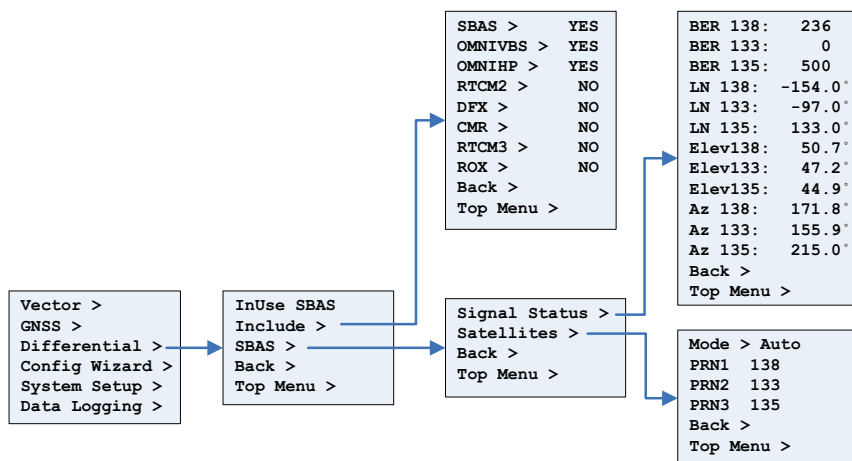 Vector >
GNSS >
Differential >
Config Wizard >
System Setup >
Data Logging >
InUse SBAS
Include >
SBAS >
Back >
Top Menu >
SBAS > YES
OMNIVBS > YES
OMNIHP > YES
RTCM2 > NO
DFX > NO
CMR > NO
RTCM3 > NO
ROX > NO
Back >
Top Menu >
Signal Status >
Satellites >
Back >
Top Menu >
BER 138: 236
BER 133: 0
BER 135: 500
LN 138: -154.0°
LN 133: -97.0°
LN 135: 133.0°
Elev138: 50.7°
Elev133: 47.2°
Elev135: 44.9°
Az 138: 171.8°
Az 133: 155.9°
Az 135: 215.0°
Back >
Top Menu >
Mode > Auto
PRN1 138
PRN2 133
PRN3 135
Back >
Top Menu >